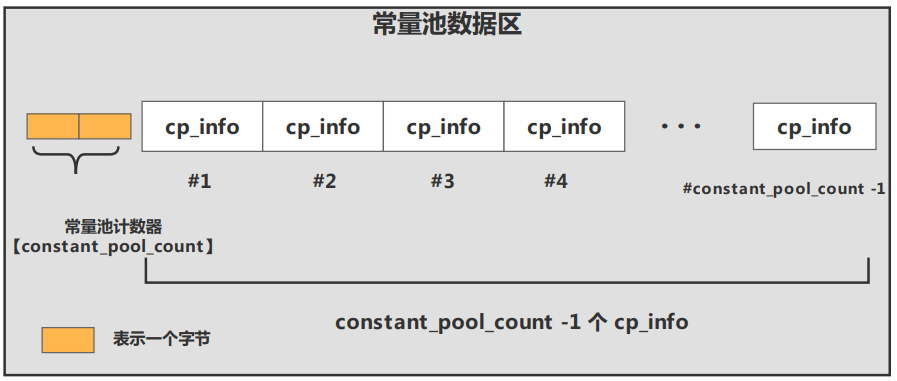 常量池数据区
cp_info cp_info cp_info cp_info ··· cp_info
#1 #2 #3 #4 #constant_pool_count -1
常量池计数器
【constant_pool_count】
constant_pool_count -1 个 cp_info
表示一个字节